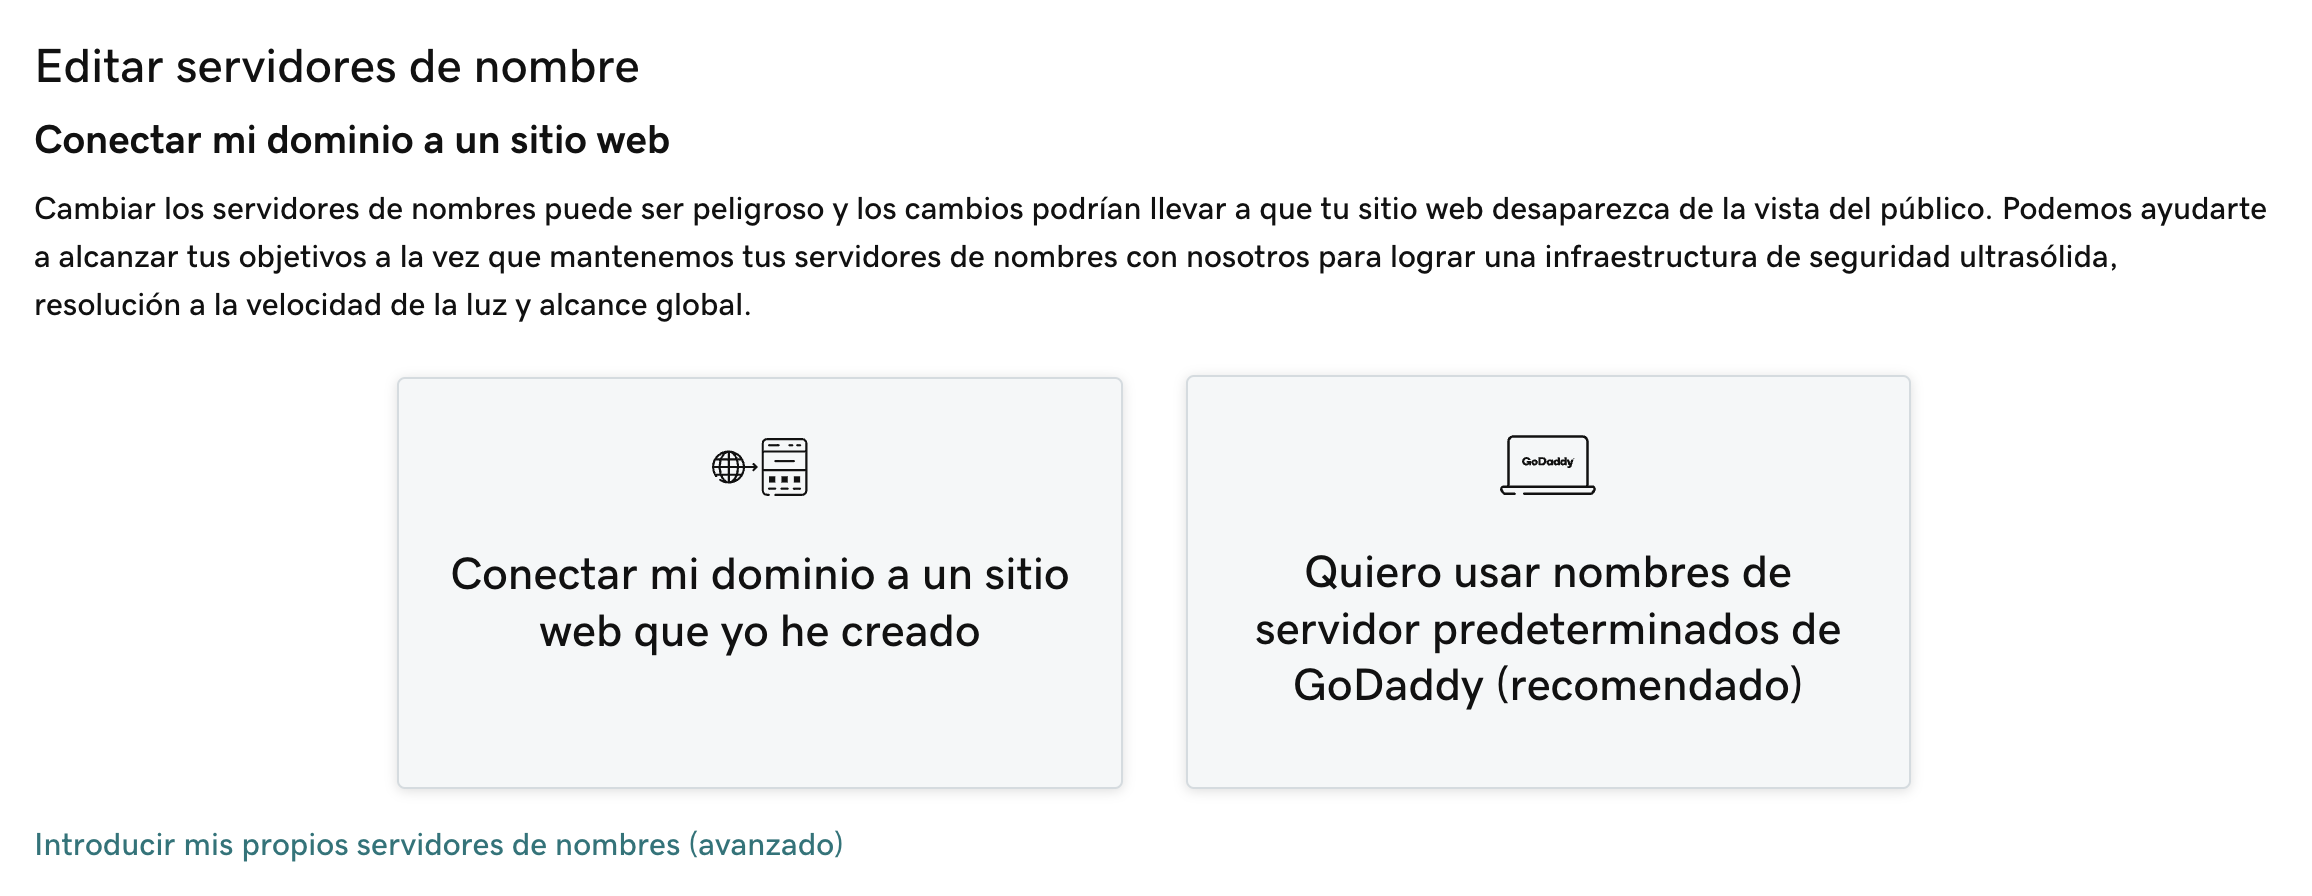 Editar servidores de nombre
Conectar mi dominio a un sitio web
Cambiar los servidores de nombres puede ser peligroso y los cambios podrían llevar a que tu sitio web desaparezca de la vista del público. Podemos ayudarte
a alcanzar tus objetivos a la vez que mantenemos tus servidores de nombres con nosotros para lograr una infraestructura de seguridad ultrasólida,
resolución a la velocidad de la luz y alcance global.
Conectar mi dominio a un sitio
web que yo he creado
GoDaddy
Quiero usar nombres de
servidor predeterminados de
GoDaddy (recomendado)
Introducir mis propios servidores de nombres (avanzado)